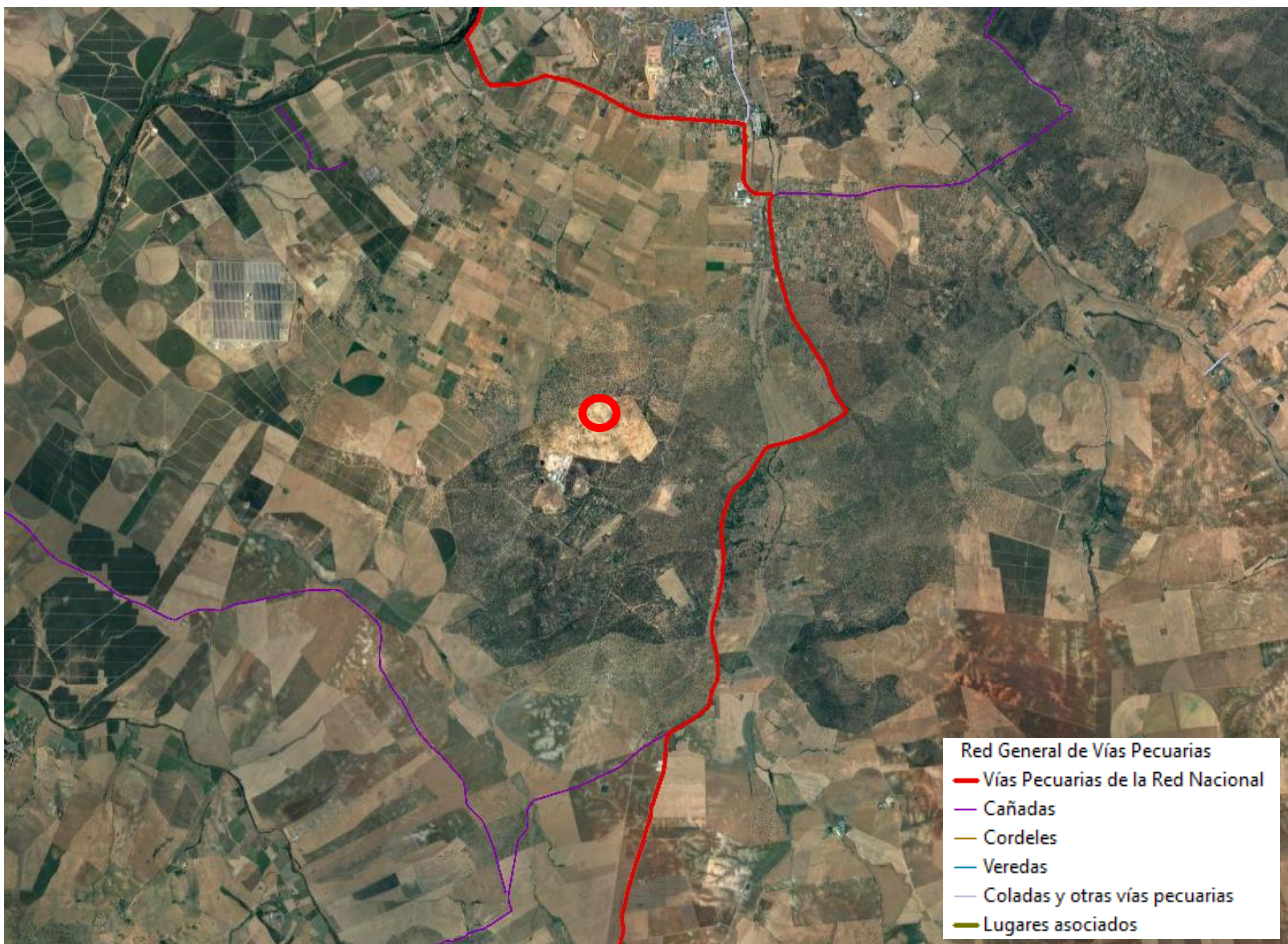 Red General de Vías Pecuarias
Vías Pecuarias de la Red Nacional
Cañadas
Cordeles
Veredas
Coladas y otras vías pecuarias
Lugares asociados